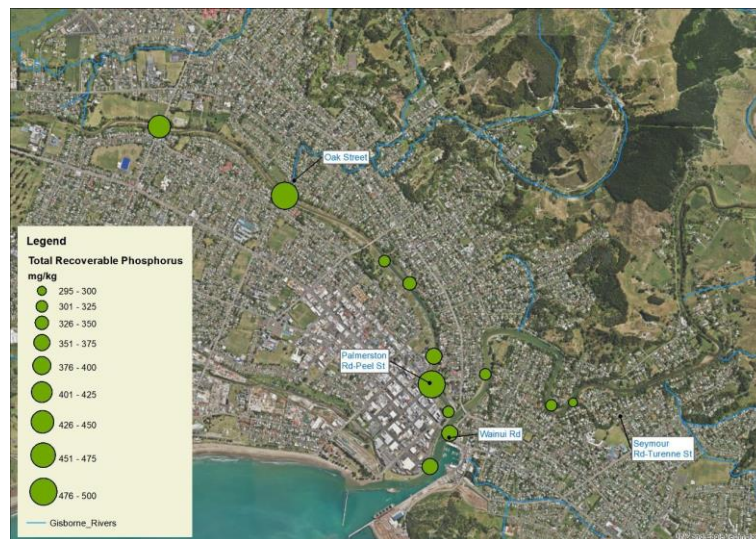 Oak Street
Legend
Total Recoverable Phosphorus
mg/kg
295 - 300
301 - 325
326 - 350
351 - 375
376 - 400
401 - 425
426 - 450
451 - 475
476 - 500
Gisborne_Rivers
Palmerston
Rd-Peel St
Wainui Rd
Seymour
Rd-Turenne St